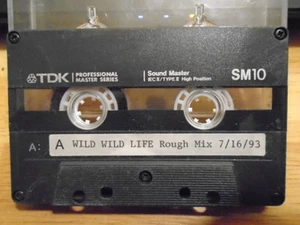 TDK PROFESSIONAL MASTER SERIES Sound Master IEC II/TYPE II High Position SM10
A: A WILD WILD LIFE Rough Mix 7/16/93